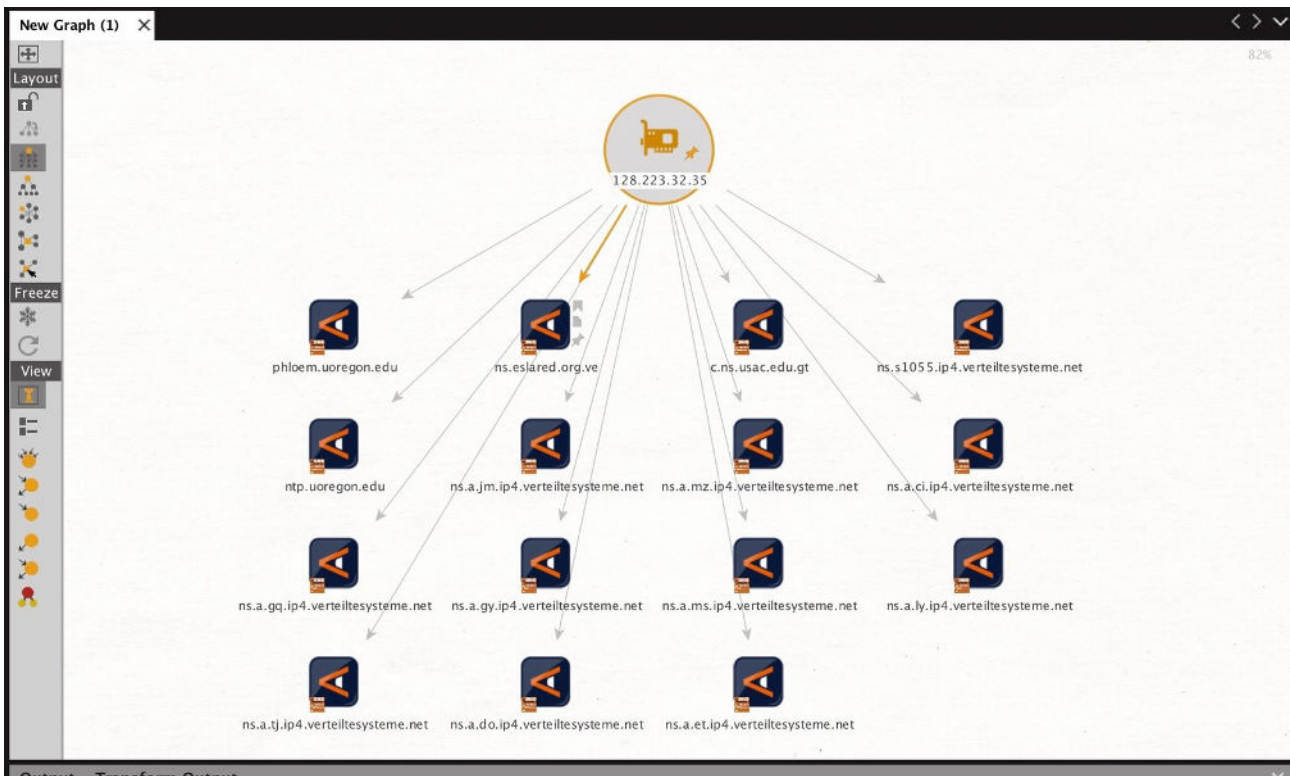 New Graph (1)
82%
Layout
128.223.32.35
Freeze
View
phloem.uoregon.edu
ns.eslared.org.ve
c.ns.usac.edu.gt
ns.s1055.ip4.verteiltesysteme.net
ntp.uoregon.edu
ns.a.jm.ip4.verteiltesysteme.net
ns.a.mz.ip4.verteiltesysteme.net
ns.a.ci.ip4.verteiltesysteme.net
ns.a.gq.ip4.verteiltesysteme.net
ns.a.gy.ip4.verteiltesysteme.net
ns.a.ms.ip4.verteiltesysteme.net
ns.a.ly.ip4.verteiltesysteme.net
ns.a.tj.ip4.verteiltesysteme.net
ns.a.do.ip4.verteiltesysteme.net
ns.a.et.ip4.verteiltesysteme.net
Output - Transform Output